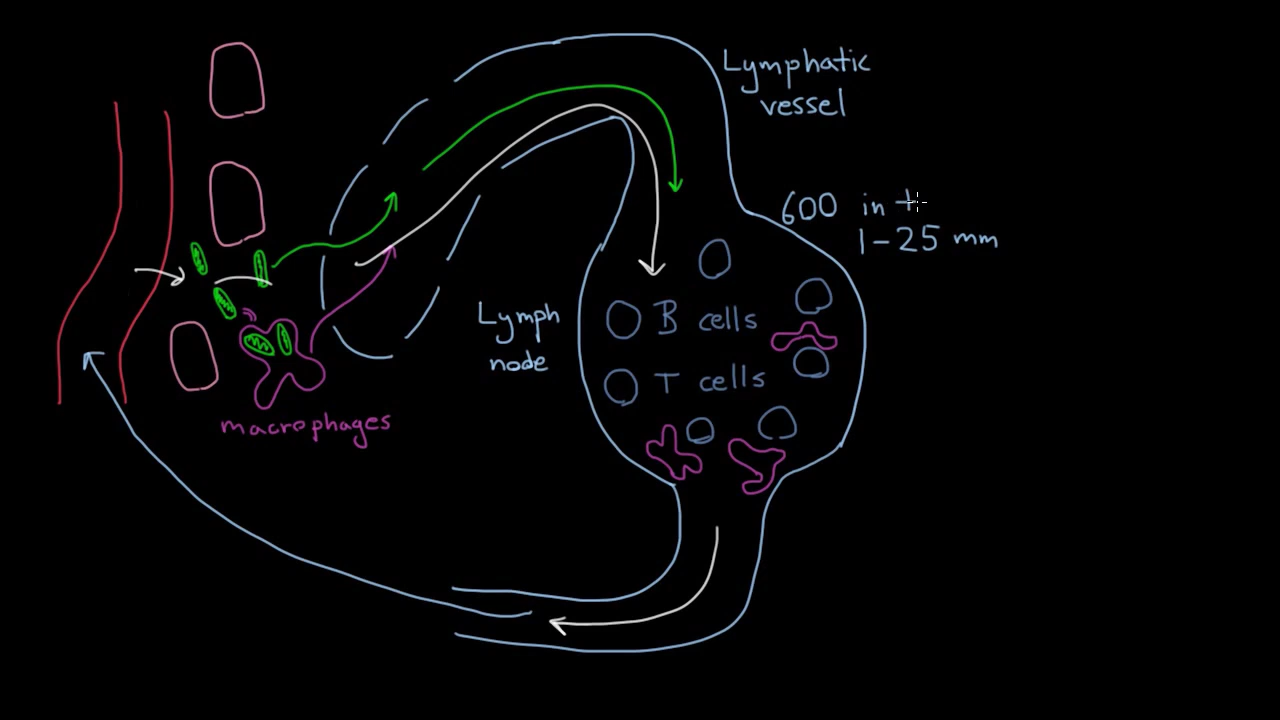 Lymphatic
vessel
600 in t
1-25 mm
Lymph
node
B cells
T cells
macrophages